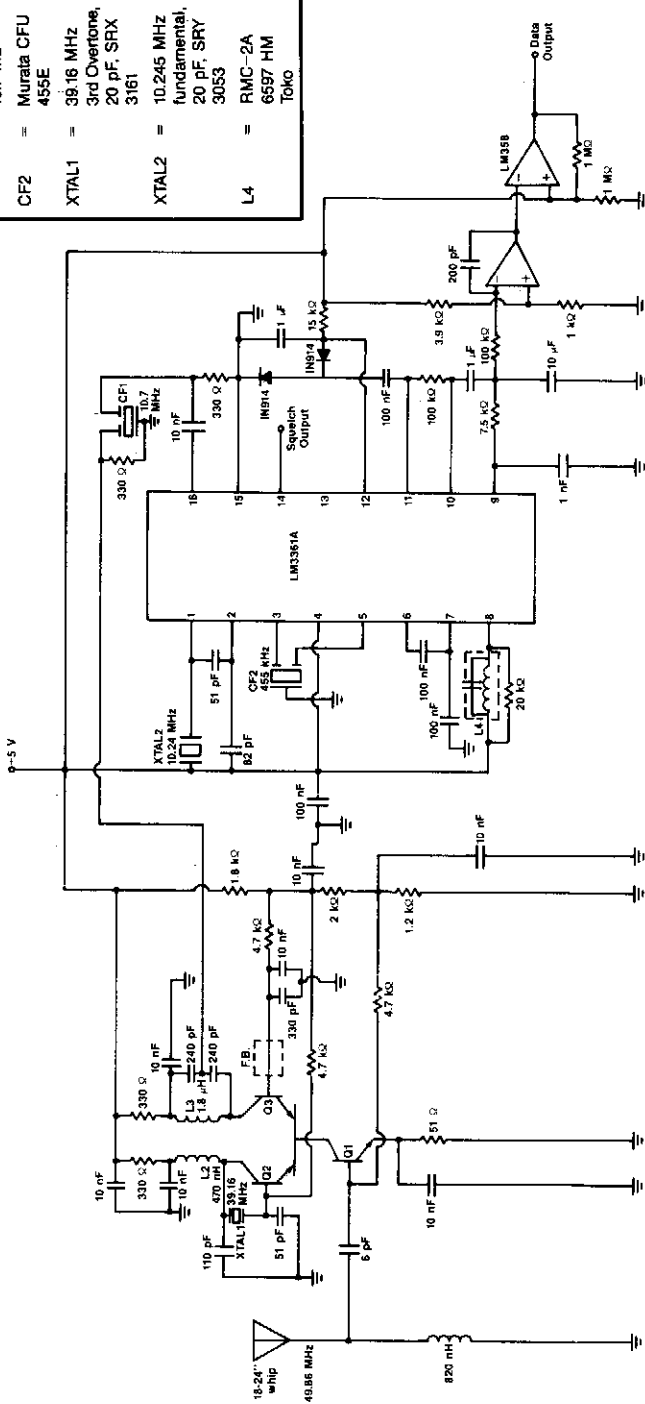 CF2 = Murata CFU
455E
XTAL1 = 39.16 MHz
3rd Overtone,
20 pF, SRX
3161
XTAL2 = 10.245 MHz
fundamental,
20 pF, SRY
3053
L4 = RMC-2A
6597 HM
Toko
+5 V
10 nF
330 Ω
10 nF
L2
470 nH
110 pF
39.16
MHz
XTAL1
51 pF
Q2
330 Ω
10 nF
L3
1.8 µH
240 pF
240 pF
Q3
F.B.
330 pF
10 nF
4.7 kΩ
1.8 kΩ
4.7 kΩ
10 nF
2 kΩ
1.2 kΩ
10 nF
4.7 kΩ
Q1
51 Ω
10 nF
6 pF
18-24"
whip
49.86 MHz
820 nH
100 nF
XTAL2
10.24 MHz
51 pF
82 pF
CF2
455 kHz
100 nF
100 nF
L4
20 kΩ
LM3361A
1
2
3
4
5
6
7
8
16
15
14
13
12
11
10
9
330 Ω
CF1
10.7
MHz
10 nF
330 Ω
IN914
Squelch
Output
1 µF
IN914
15 kΩ
100 nF
100 kΩ
1 µF
7.5 kΩ
1 nF
10 µF
100 kΩ
3.9 kΩ
1 kΩ
200 pF
LM358
1 MΩ
1 MΩ
Data
Output